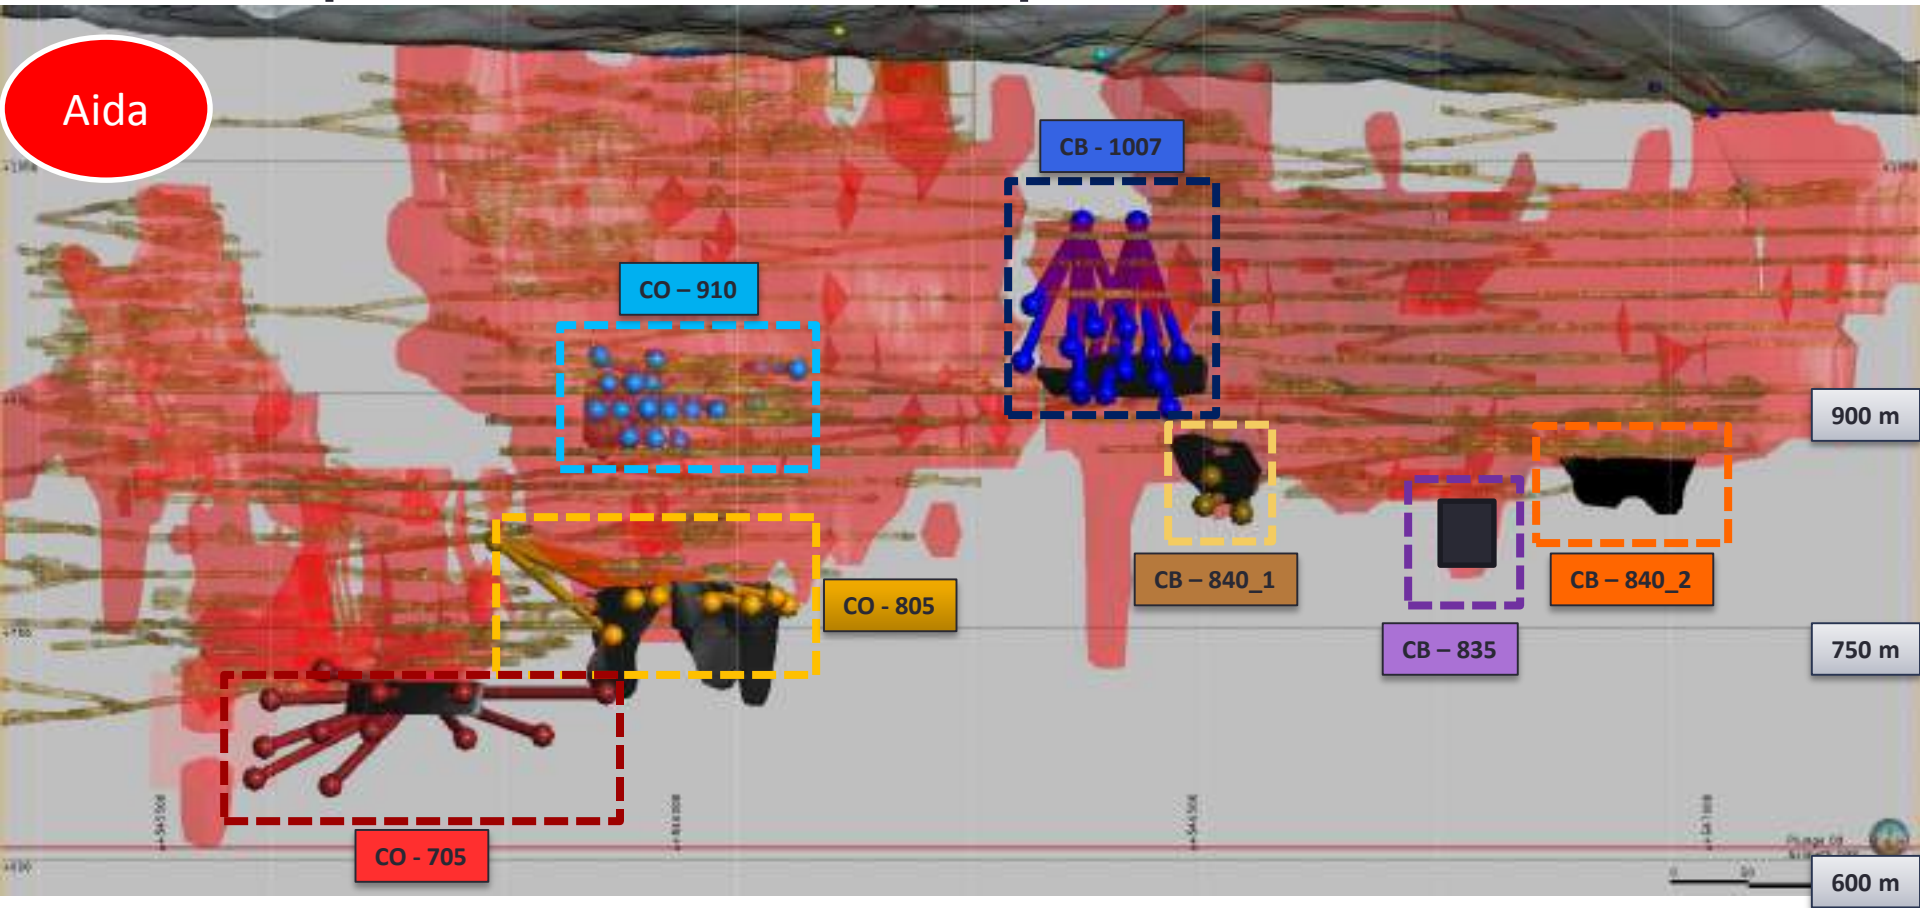 Aida
CB - 1007
CO – 910
900 m
CB – 840_1
CB – 840_2
CO - 805
CB – 835
750 m
CO - 705
600 m